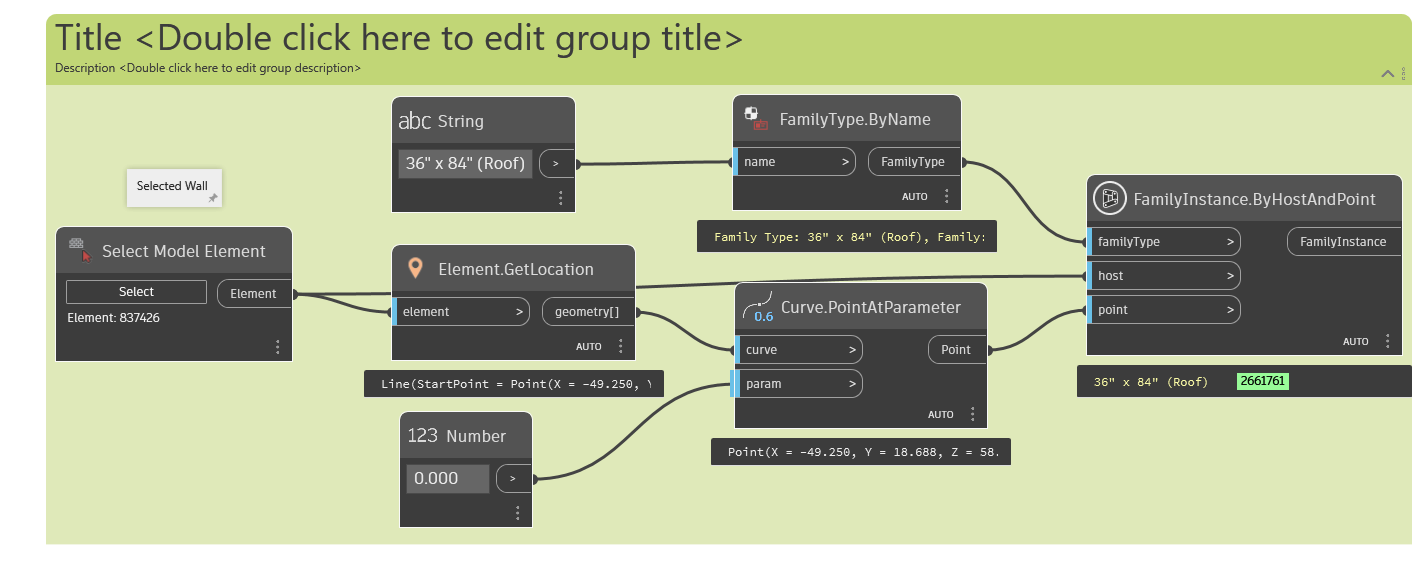 Title <Double click here to edit group title>
Description <Double click here to edit group description>
abc String
36" x 84" (Roof)
>
FamilyType.ByName
name >
FamilyType
AUTO
Family Type: 36" x 84" (Roof), Family:
Selected Wall
Select Model Element
Select
Element
Element: 837426
Element.GetLocation
element >
geometry[]
AUTO
Line(StartPoint = Point(X = -49.250, Y
123 Number
0.000
>
0.6
Curve.PointAtParameter
curve >
Point
param >
AUTO
Point(X = -49.250, Y = 18.688, Z = 58.
FamilyInstance.ByHostAndPoint
familyType >
FamilyInstance
host >
point >
AUTO
36" x 84" (Roof) 2661761